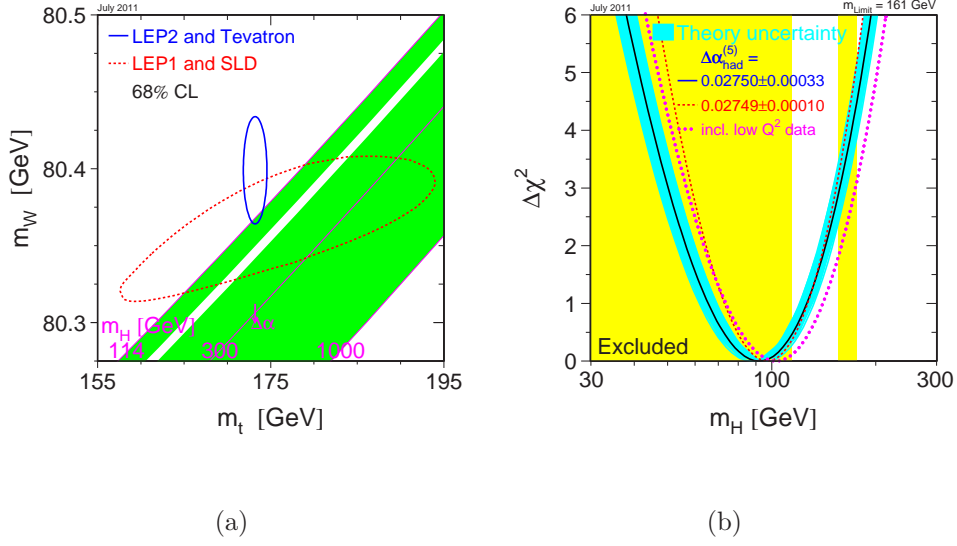 July 2011
80.5
80.4
80.3
m_W [GeV]
LEP2 and Tevatron
LEP1 and SLD
68% CL
m_H [GeV]
Δα
114 300 1000
155 175 195
m_t [GeV]
(a)
July 2011
m_Limit = 161 GeV
6
5
4
3
2
1
0
Δχ²
Theory uncertainty
Δα_had^(5) =
0.02750±0.00033
0.02749±0.00010
incl. low Q² data
Excluded
30 100 300
m_H [GeV]
(b)